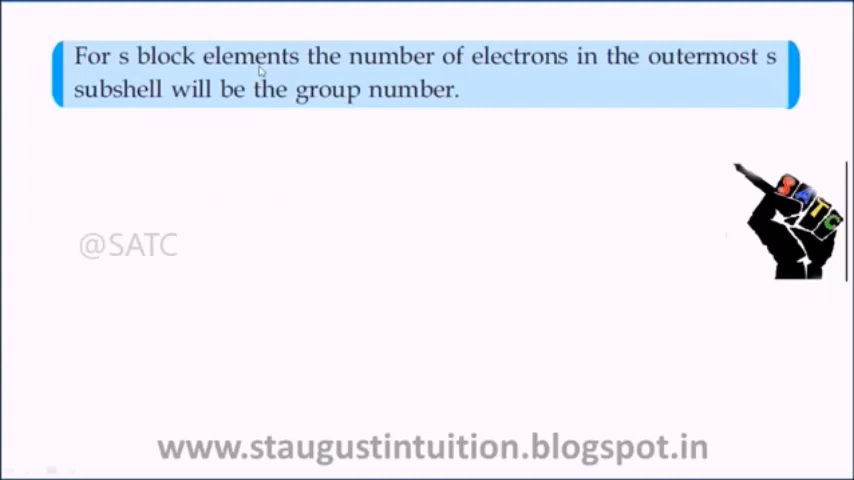 For s block elements the number of electrons in the outermost s
subshell will be the group number.
SATC
@SATC
www.staugustintuition.blogspot.in